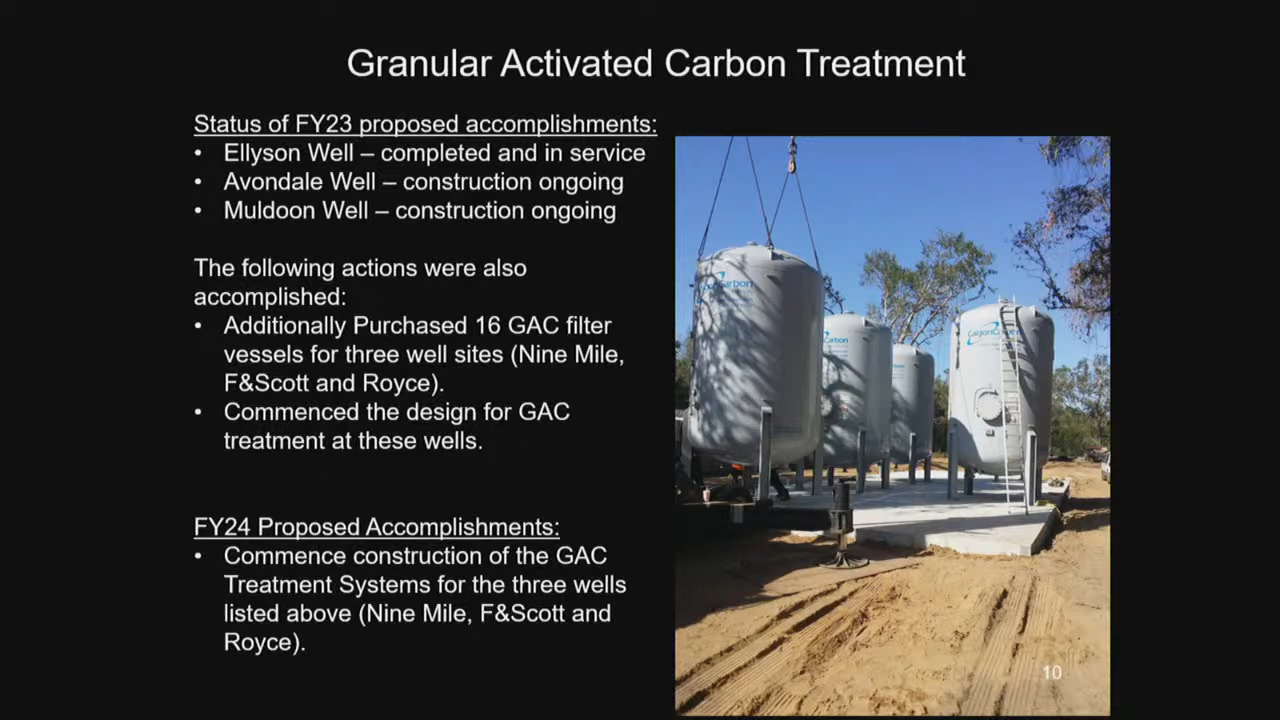 Granular Activated Carbon Treatment
Status of FY23 proposed accomplishments:
• Ellyson Well – completed and in service
• Avondale Well – construction ongoing
• Muldoon Well – construction ongoing
The following actions were also
accomplished:
• Additionally Purchased 16 GAC filter
vessels for three well sites (Nine Mile,
F&Scott and Royce).
• Commenced the design for GAC
treatment at these wells.
FY24 Proposed Accomplishments:
• Commence construction of the GAC
Treatment Systems for the three wells
listed above (Nine Mile, F&Scott and
Royce).
Carbon
Carbon
10